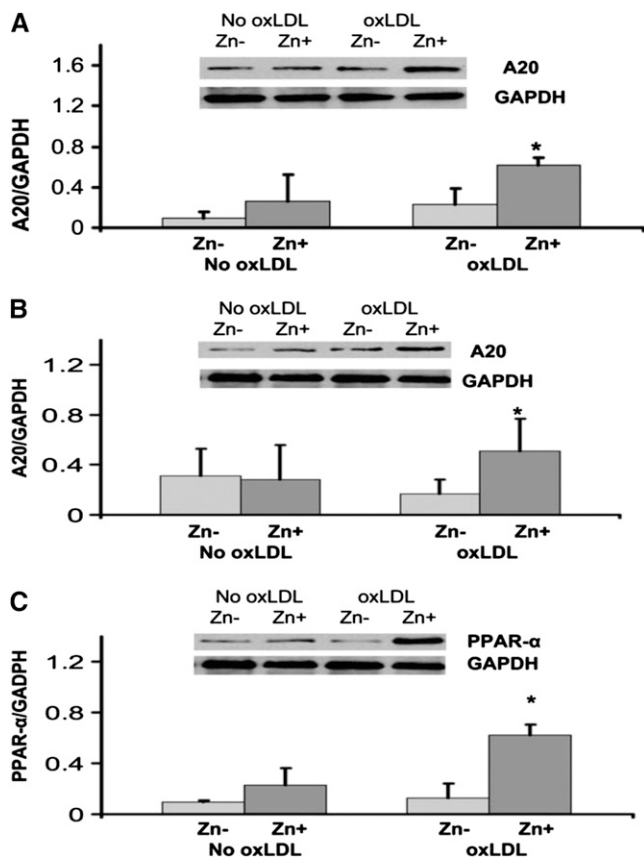 A
No oxLDL oxLDL
Zn- Zn+ Zn- Zn+
A20
GAPDH
1.6
1.2
0.8
0.4
0
A20/GAPDH
*
Zn- Zn+ Zn- Zn+
No oxLDL oxLDL
B
No oxLDL oxLDL
Zn- Zn+ Zn- Zn+
A20
GAPDH
1.2
0.8
0.4
0
A20/GAPDH
*
Zn- Zn+ Zn- Zn+
No oxLDL oxLDL
C
No oxLDL oxLDL
Zn- Zn+ Zn- Zn+
PPAR-α
GAPDH
1.2
0.8
0.4
0
PPAR-α/GADPH
*
Zn- Zn+ Zn- Zn+
No oxLDL oxLDL